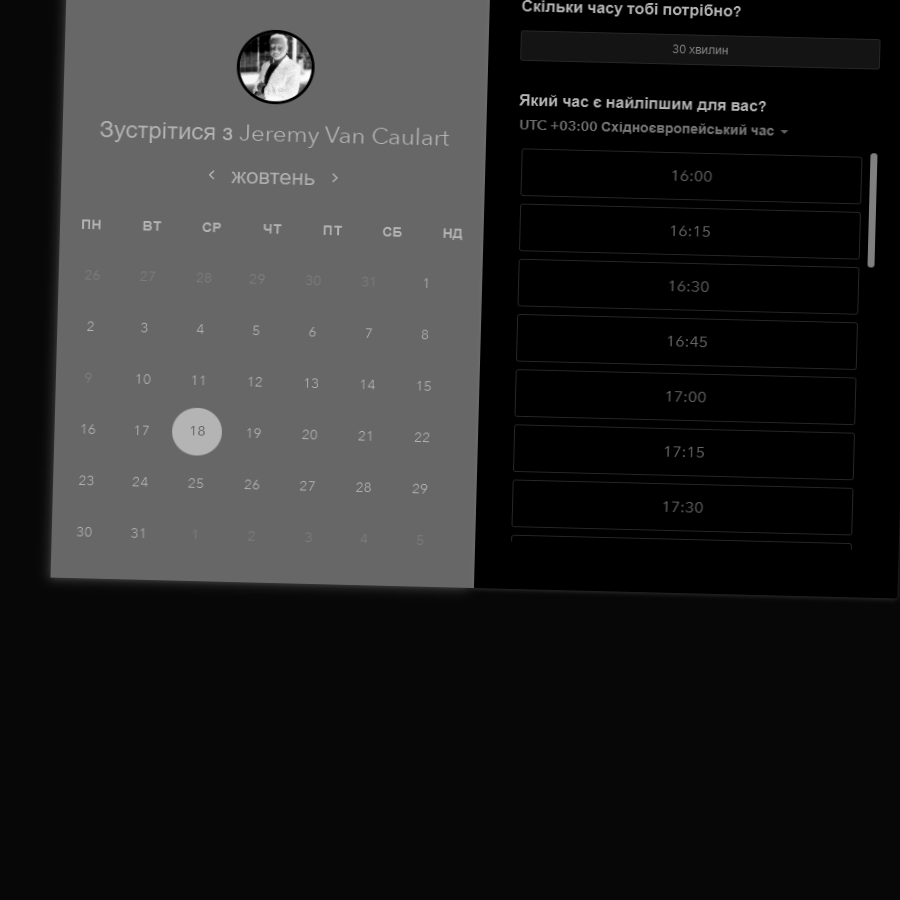 Зустрітися з Jeremy Van Caulart
жовтень
ПН ВТ СР ЧТ ПТ СБ НД
26 27 28 29 30 31 1
2 3 4 5 6 7 8
9 10 11 12 13 14 15
16 17 18 19 20 21 22
23 24 25 26 27 28 29
30 31 1 2 3 4 5
Скільки часу тобі потрібно?
30 хвилин
Який час є найліпшим для вас?
UTC +03:00 Східноєвропейський час
16:00
16:15
16:30
16:45
17:00
17:15
17:30